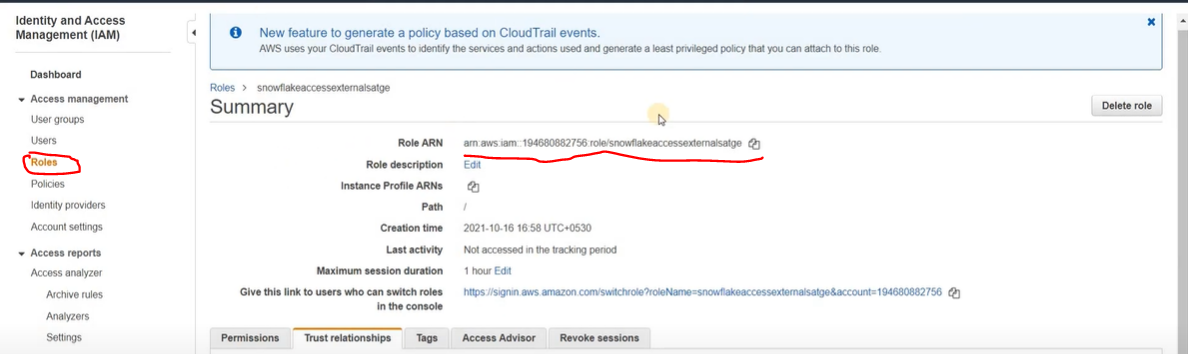 Identity and Access
Management (IAM)
Dashboard
Access management
User groups
Users
Roles
Policies
Identity providers
Account settings
Access reports
Access analyzer
Archive rules
Analyzers
Settings
New feature to generate a policy based on CloudTrail events.
AWS uses your CloudTrail events to identify the services and actions used and generate a least privileged policy that you can attach to this role.
Roles > snowflakeaccessexternalsatge
Summary
Delete role
Role ARN arn:aws:iam::194680882756:role/snowflakeaccessexternalsatge
Role description Edit
Instance Profile ARNs
Path /
Creation time 2021-10-16 16:58 UTC+0530
Last activity Not accessed in the tracking period
Maximum session duration 1 hour Edit
Give this link to users who can switch roles https://signin.aws.amazon.com/switchrole?roleName=snowflakeaccessexternalsatge&account=194680882756
in the console
Permissions Trust relationships Tags Access Advisor Revoke sessions